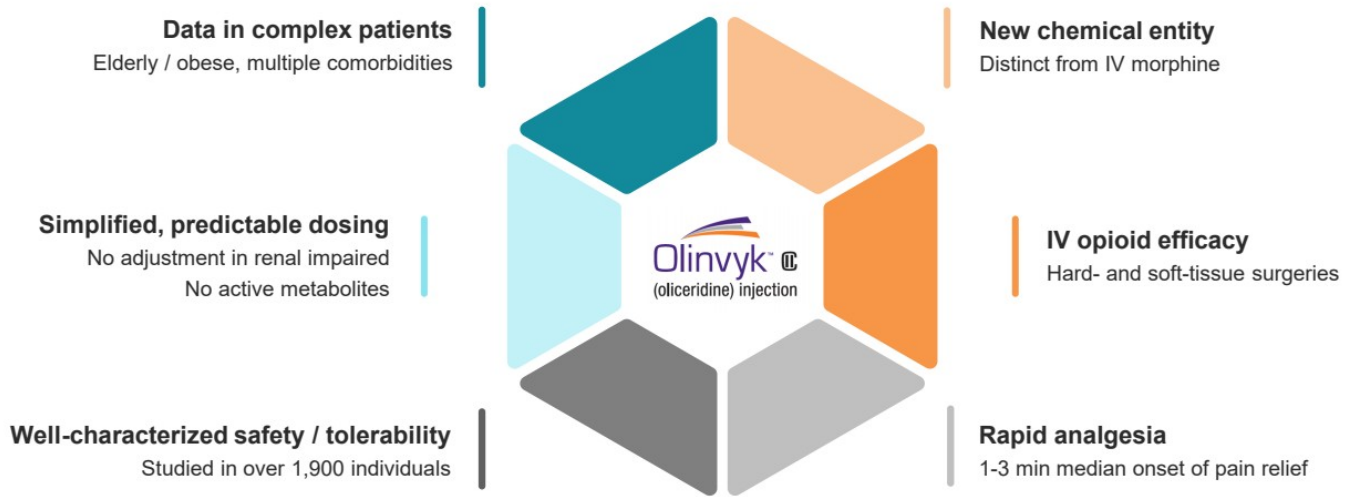 Data in complex patients
Elderly / obese, multiple comorbidities
New chemical entity
Distinct from IV morphine
Simplified, predictable dosing
No adjustment in renal impaired
No active metabolites
Olinvyk™ CII
(oliceridine) injection
IV opioid efficacy
Hard- and soft-tissue surgeries
Well-characterized safety / tolerability
Studied in over 1,900 individuals
Rapid analgesia
1-3 min median onset of pain relief